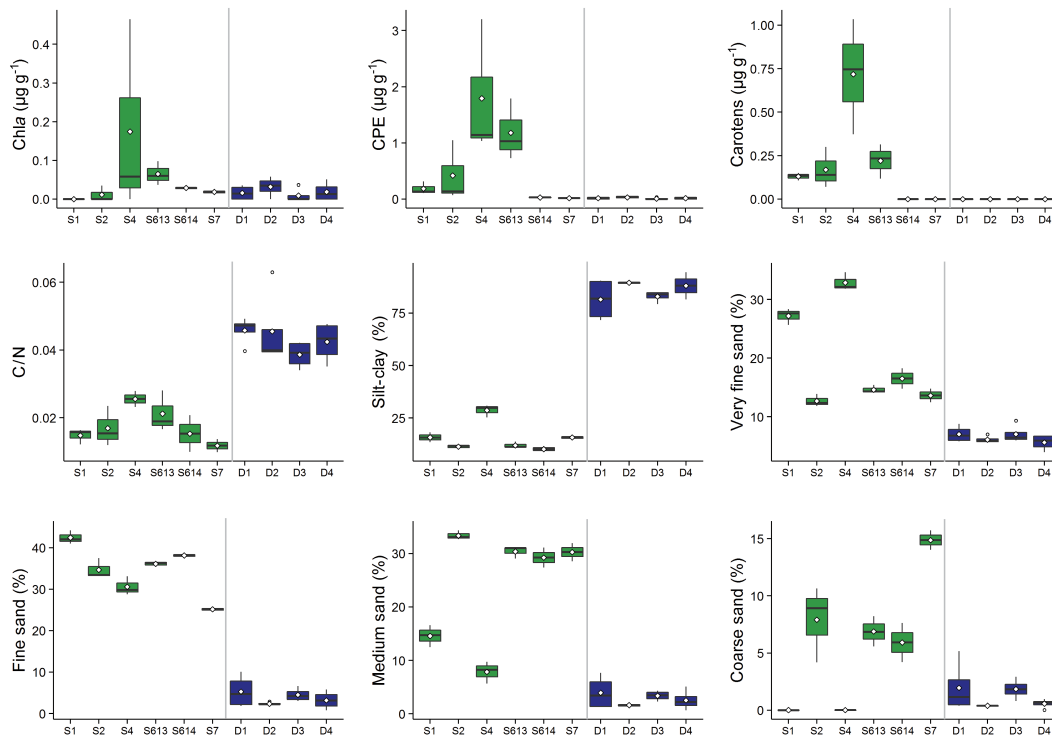 Chla (µg g-1)
0.4
0.3
0.2
0.1
0.0
S1 S2 S4 S613 S614 S7 D1 D2 D3 D4
CPE (µg g-1)
3
2
1
0
S1 S2 S4 S613 S614 S7 D1 D2 D3 D4
Carotens (µg g-1)
1.00
0.75
0.50
0.25
0.00
S1 S2 S4 S613 S614 S7 D1 D2 D3 D4
C/N
0.06
0.04
0.02
S1 S2 S4 S613 S614 S7 D1 D2 D3 D4
Silt-clay (%)
75
50
25
S1 S2 S4 S613 S614 S7 D1 D2 D3 D4
Very fine sand (%)
30
20
10
S1 S2 S4 S613 S614 S7 D1 D2 D3 D4
Fine sand (%)
40
30
20
10
0
S1 S2 S4 S613 S614 S7 D1 D2 D3 D4
Medium sand (%)
30
20
10
0
S1 S2 S4 S613 S614 S7 D1 D2 D3 D4
Coarse sand (%)
15
10
5
0
S1 S2 S4 S613 S614 S7 D1 D2 D3 D4